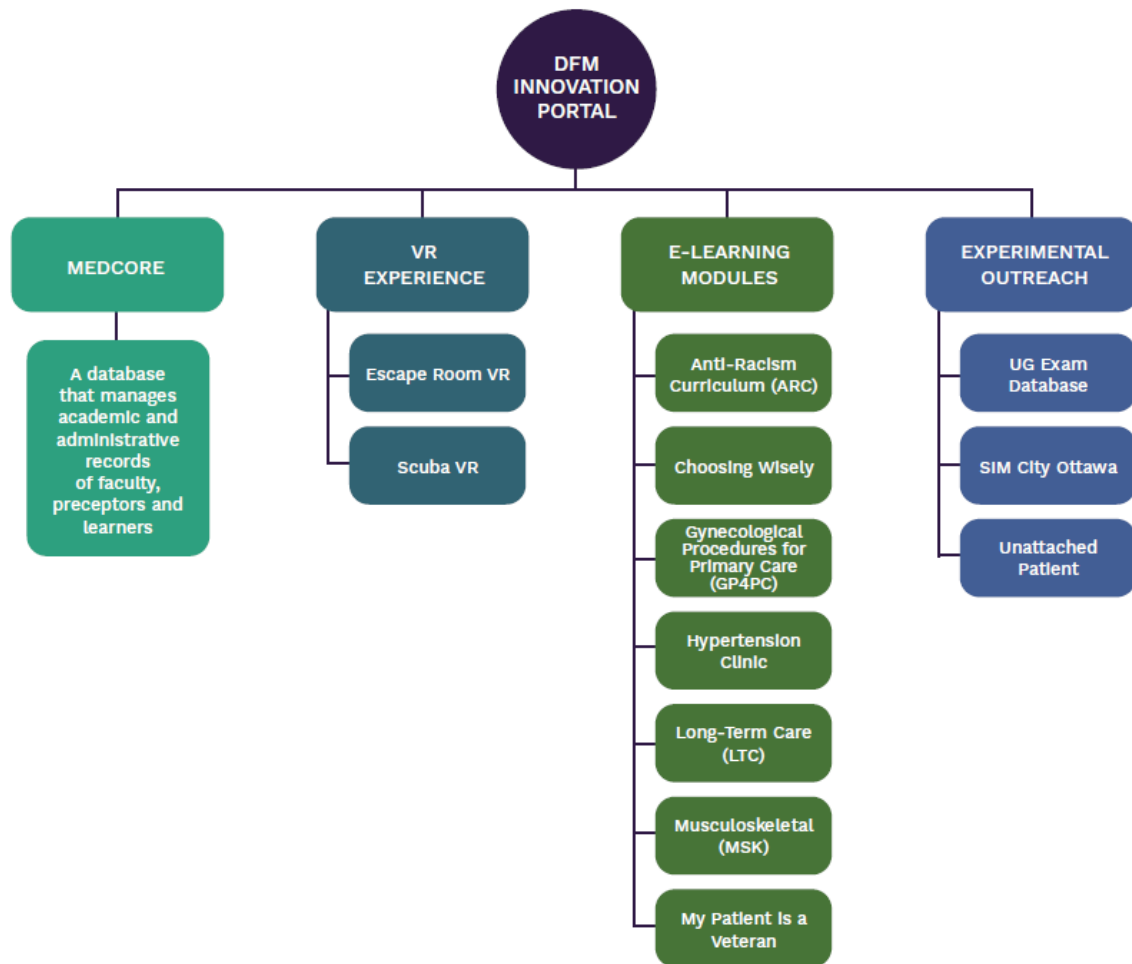 DFM
INNOVATION
PORTAL
MEDCORE
A database
that manages
academic and
administrative
records
of faculty,
preceptors and
learners
VR
EXPERIENCE
Escape Room VR
Scuba VR
E-LEARNING
MODULES
Anti-Racism
Curriculum (ARC)
Choosing Wisely
Gynecological
Procedures for
Primary Care
(GP4PC)
Hypertension
Clinic
Long-Term Care
(LTC)
Musculoskeletal
(MSK)
My Patient is a
Veteran
EXPERIMENTAL
OUTREACH
UG Exam
Database
SIM City Ottawa
Unattached
Patient